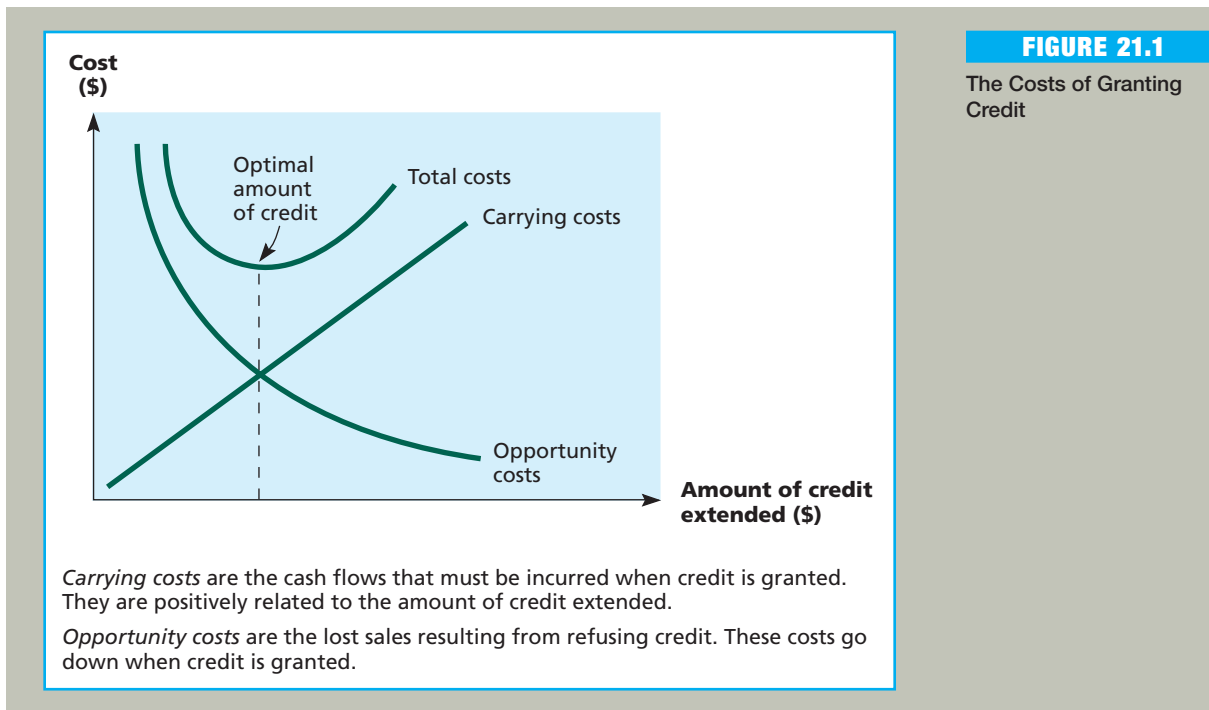 FIGURE 21.1
The Costs of Granting
Credit
Cost
($)
Optimal
amount
of credit
Total costs
Carrying costs
Opportunity
costs
Amount of credit
extended ($)
Carrying costs are the cash flows that must be incurred when credit is granted.
They are positively related to the amount of credit extended.
Opportunity costs are the lost sales resulting from refusing credit. These costs go
down when credit is granted.